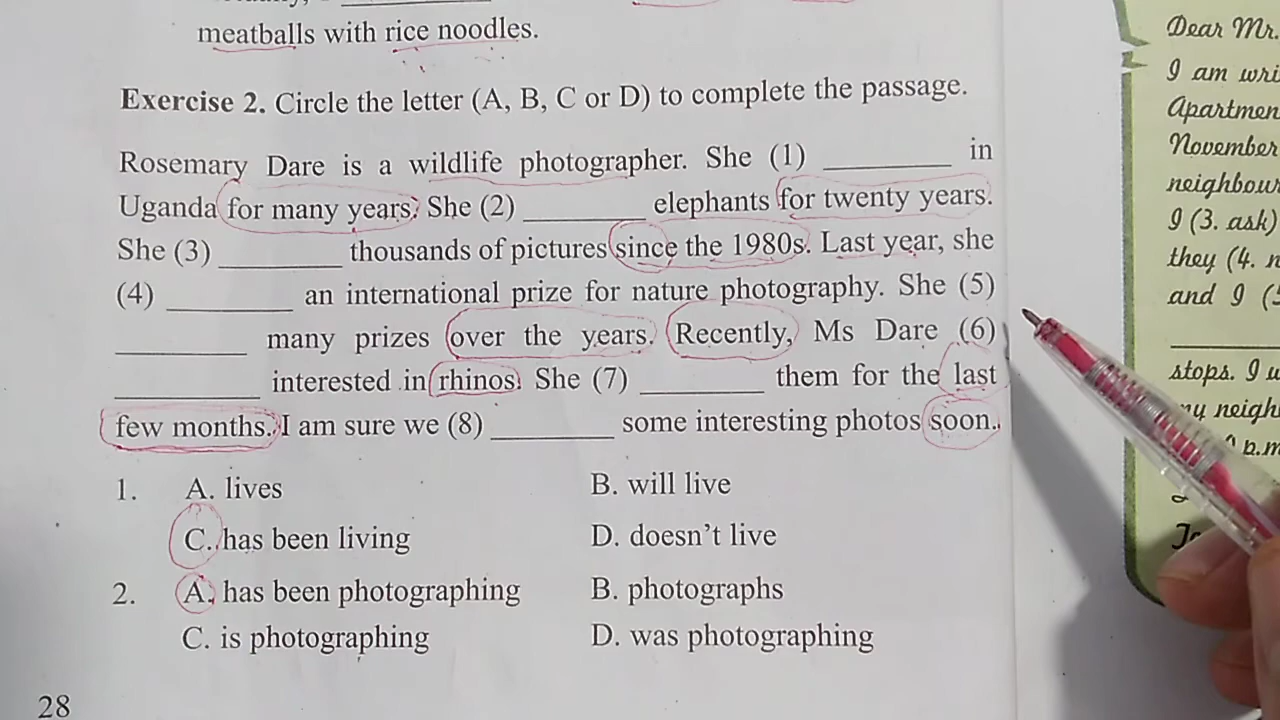 meatballs with rice noodles.
Exercise 2. Circle the letter (A, B, C or D) to complete the passage.
Rosemary Dare is a wildlife photographer. She (1) _________ in
Uganda for many years. She (2) _________ elephants for twenty years.
She (3) _________ thousands of pictures since the 1980s. Last year, she
(4) _________ an international prize for nature photography. She (5)
_________ many prizes over the years. Recently, Ms Dare (6)
_________ interested in rhinos. She (7) _________ them for the last
few months. I am sure we (8) _________ some interesting photos soon.
1. A. lives B. will live
C. has been living D. doesn't live
2. A. has been photographing B. photographs
C. is photographing D. was photographing
28
Dear Mr.
I am wri
Apartmen
November
neighbour
I (3. ask)
they (4. n
and I (5
stops. I w
my neigh
p.m